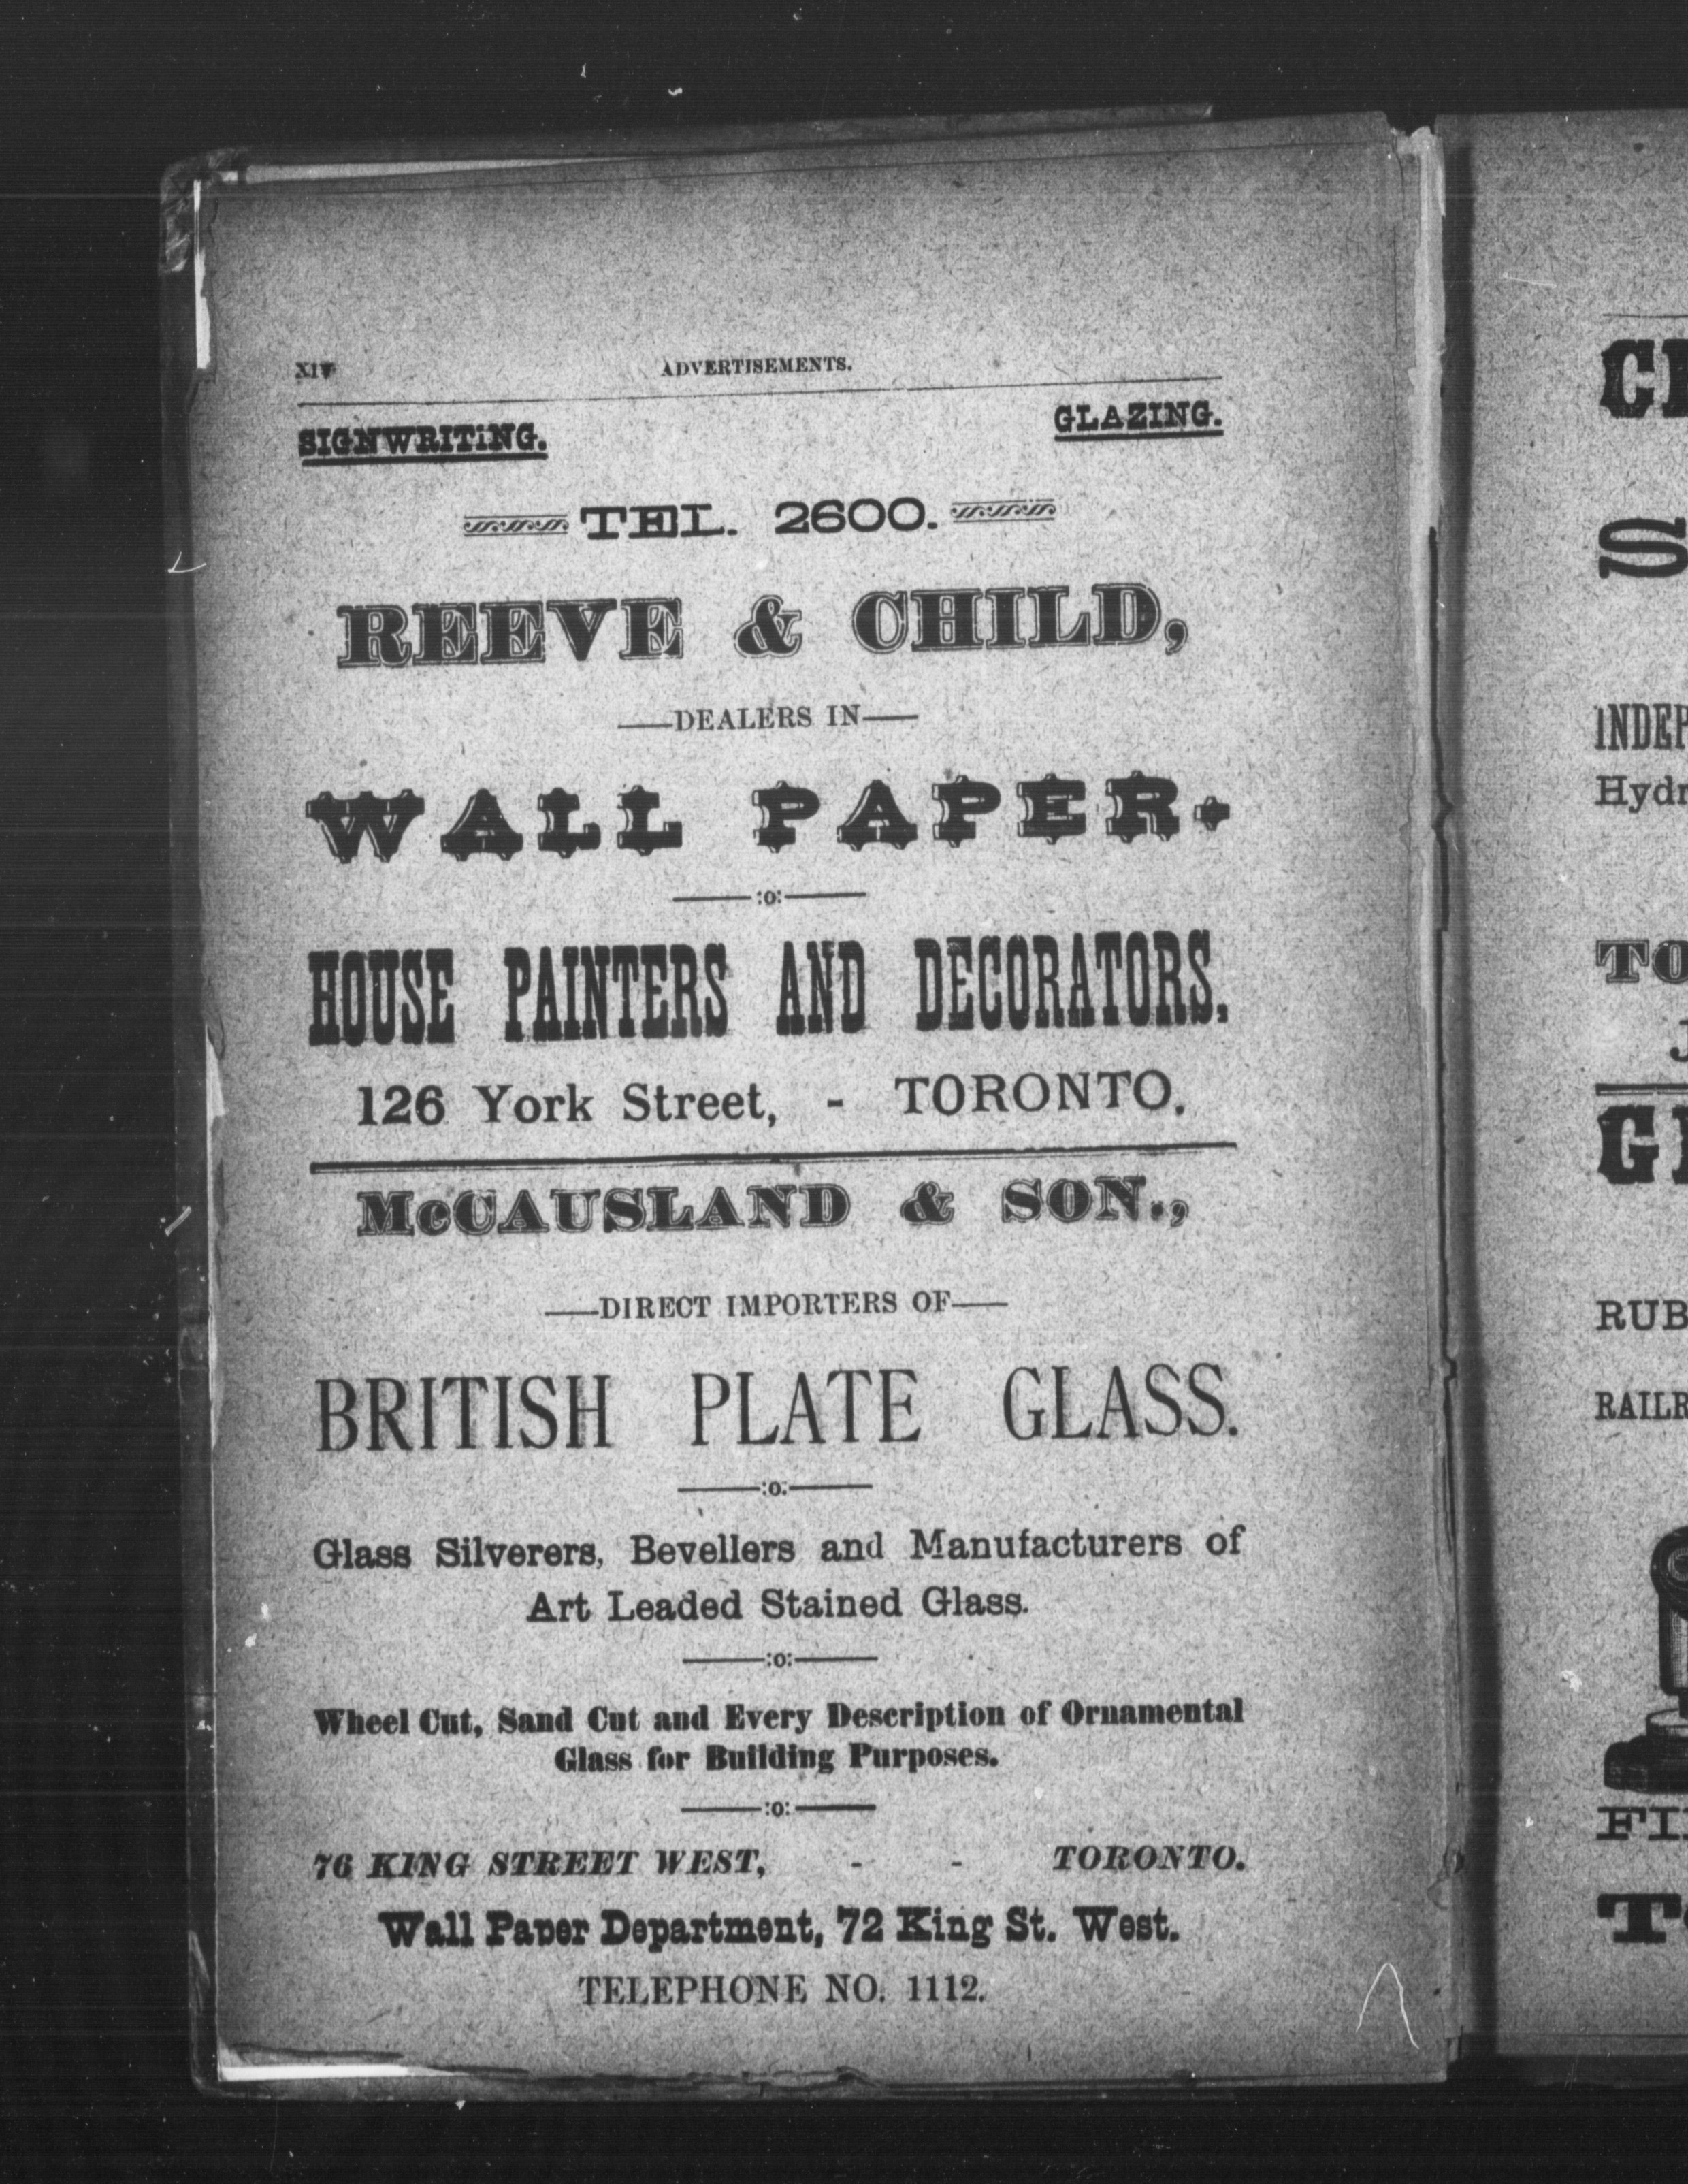 xiv
ADVERTISEMENTS.
SIGNWRITING.
GLAZING.
TEL. 2600.
REEVE & CHILD,
—DEALERS IN—
WALL PAPER.
—:o:—
HOUSE PAINTERS AND DECORATORS,
126 York Street, - TORONTO.
McCAUSLAND & SON.,
—DIRECT IMPORTERS OF—
BRITISH PLATE GLASS.
—:o:—
Glass Silverers, Bevellers and Manufacturers of
Art Leaded Stained Glass.
—:o:—
Wheel Cut, Sand Cut and Every Description of Ornamental
Glass for Building Purposes.
—:o:—
76 KING STREET WEST, - - TORONTO.
Wall Paper Department, 72 King St. West.
TELEPHONE NO. 1112.
INDEP
Hydr
TO
RUB
RAILR